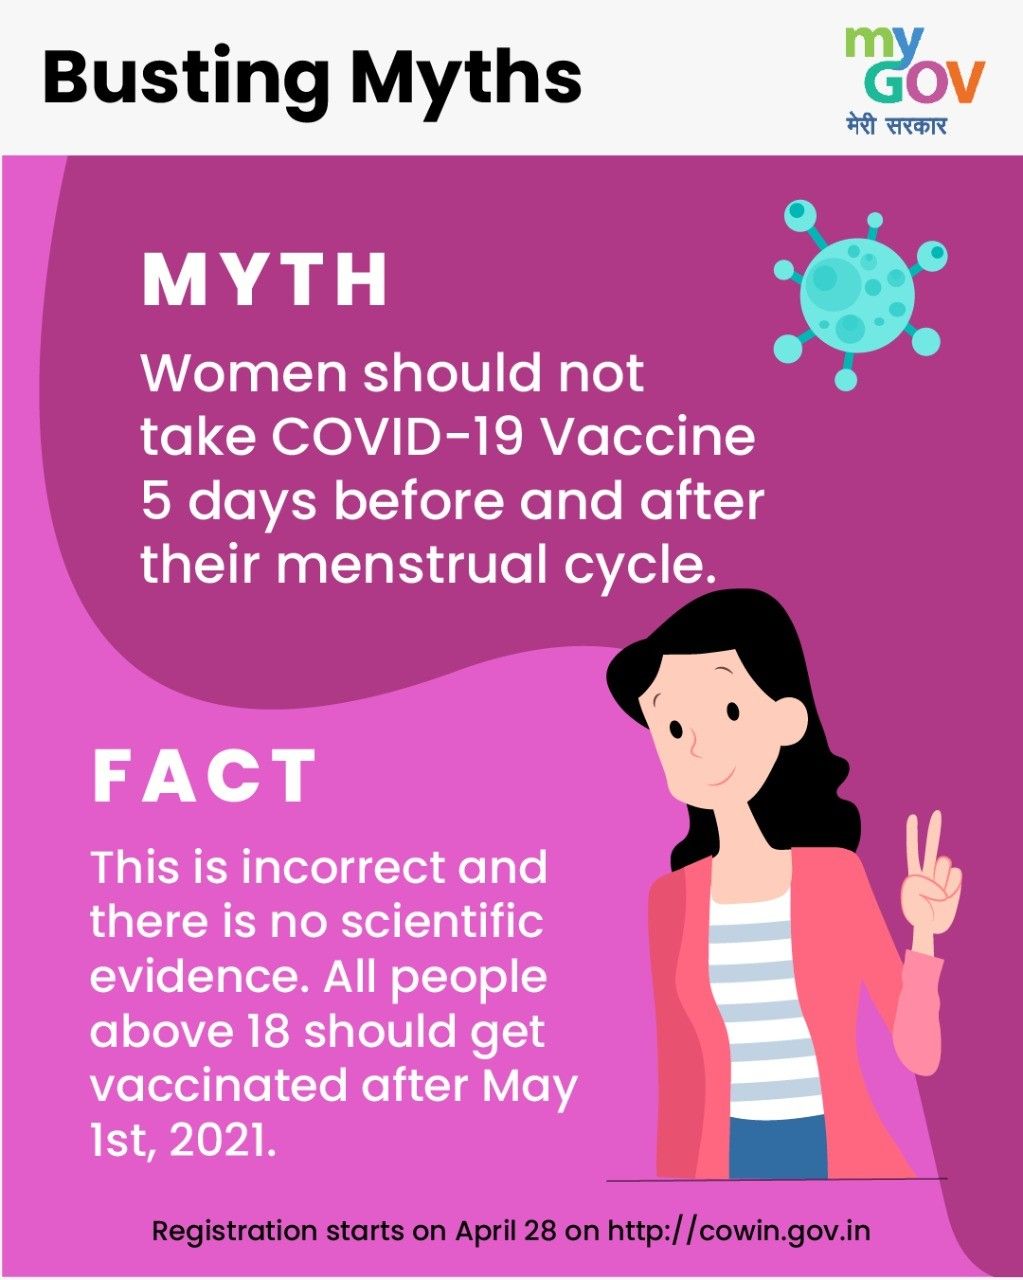 Busting Myths
my
GOV
मेरी सरकार
MYTH
Women should not
take COVID-19 Vaccine
5 days before and after
their menstrual cycle.
FACT
This is incorrect and
there is no scientific
evidence. All people
above 18 should get
vaccinated after May
1st, 2021.
Registration starts on April 28 on http://cowin.gov.in